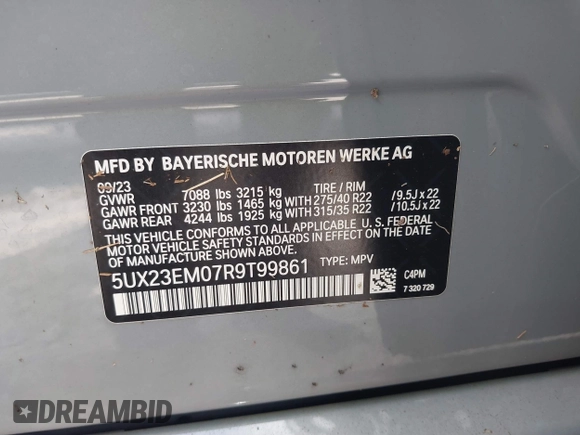 MFD BY BAYERISCHE MOTOREN WERKE AG
09/23
GVWR 7088 lbs 3215 kg TIRE / RIM
GAWR FRONT 3230 lbs 1465 kg WITH 275/40 R22 /9.5J x 22
GAWR REAR 4244 lbs 1925 kg WITH 315/35 R22 /10.5J x 22
THIS VEHICLE CONFORMS TO ALL APPLICABLE U. S. FEDERAL
MOTOR VEHICLE SAFETY STANDARDS IN EFFECT ON THE DATE
OF MANUFACTURE SHOWN ABOVE.
5UX23EM07R9T99861 TYPE: MPV
C4PM
7 320 729
DREAMBID